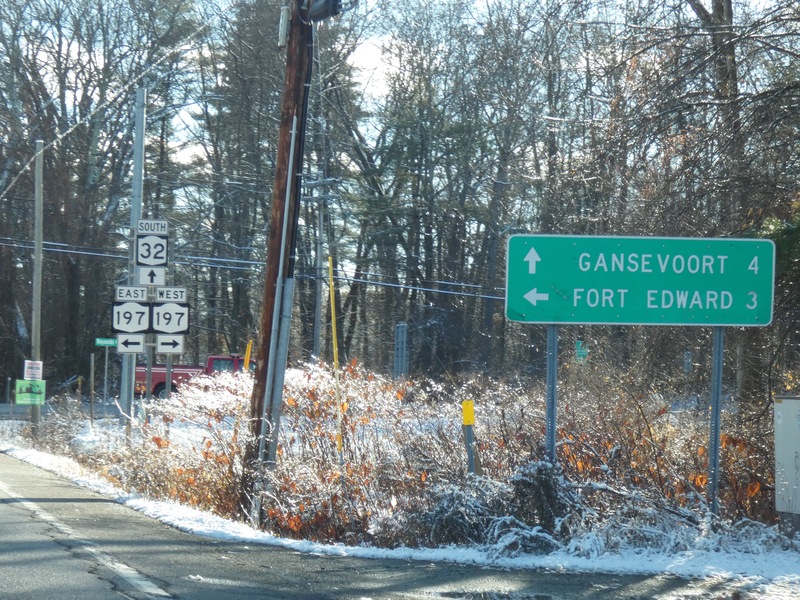 SOUTH
32
EAST WEST
197 197
GANSEVOORT 4
FORT EDWARD 3